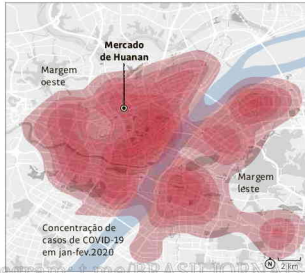 Mercado
de Huanan
Margem
oeste
Margem
leste
Concentração de
casos de COVID-19
em jan-fev.2020
N 2 km